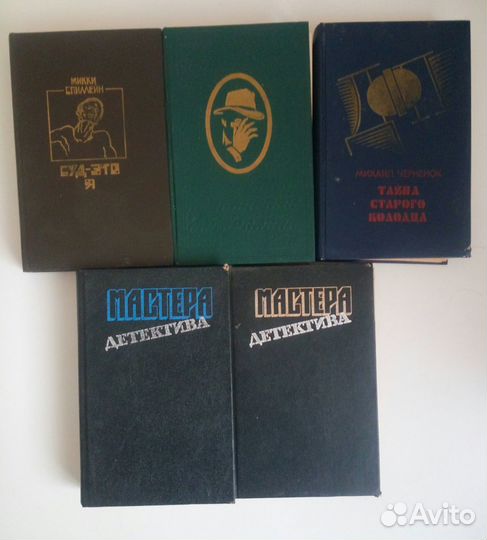 МИККИ
СПИЛЛЕЙН
СУД-ЭТО
Я
МИХАИЛ ЧЕРНЕНОК
ТАЙНА
СТАРОГО
КОЛОДЦА
МАСТЕРА
ДЕТЕКТИВА
МАСТЕРА
ДЕТЕКТИВА
Avito